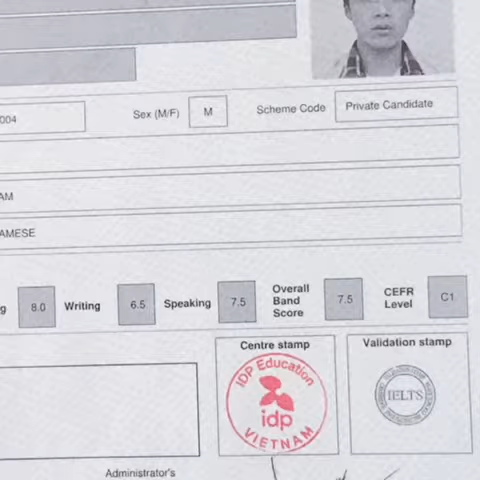 004 Sex (M/F) M Scheme Code Private Candidate
AM
AMESE
g 8.0 Writing 6.5 Speaking 7.5 Overall Band Score 7.5 CEFR Level C1
Centre stamp Validation stamp
IDP Education
idp
VIETNAM
IELTS
Administrator's